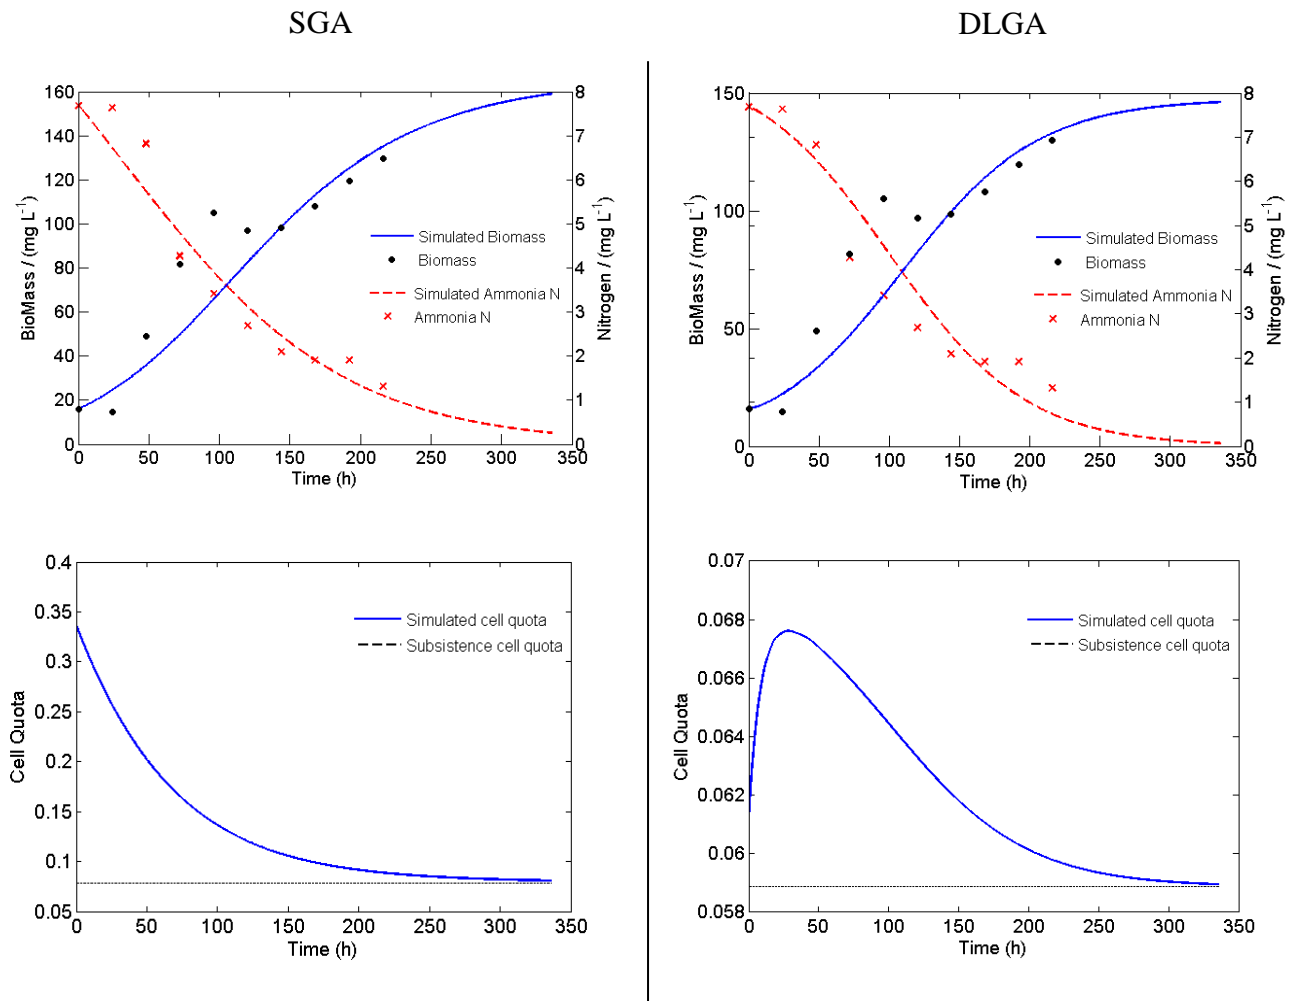 SGA
DLGA
160
140
120
100
80
60
40
20
0
BioMass / (mg L⁻¹)
8
7
6
5
4
3
2
1
0
Nitrogen / (mg L⁻¹)
0 50 100 150 200 250 300 350
Time (h)
Simulated Biomass
Biomass
Simulated Ammonia N
Ammonia N
150
100
50
0
BioMass / (mg L⁻¹)
8
7
6
5
4
3
2
1
0
Nitrogen / (mg L⁻¹)
0 50 100 150 200 250 300 350
Time (h)
Simulated Biomass
Biomass
Simulated Ammonia N
Ammonia N
0.4
0.35
0.3
0.25
0.2
0.15
0.1
0.05
Cell Quota
0 50 100 150 200 250 300 350
Time (h)
Simulated cell quota
Subsistence cell quota
0.07
0.068
0.066
0.064
0.062
0.06
0.058
Cell Quota
0 50 100 150 200 250 300 350
Time (h)
Simulated cell quota
Subsistence cell quota